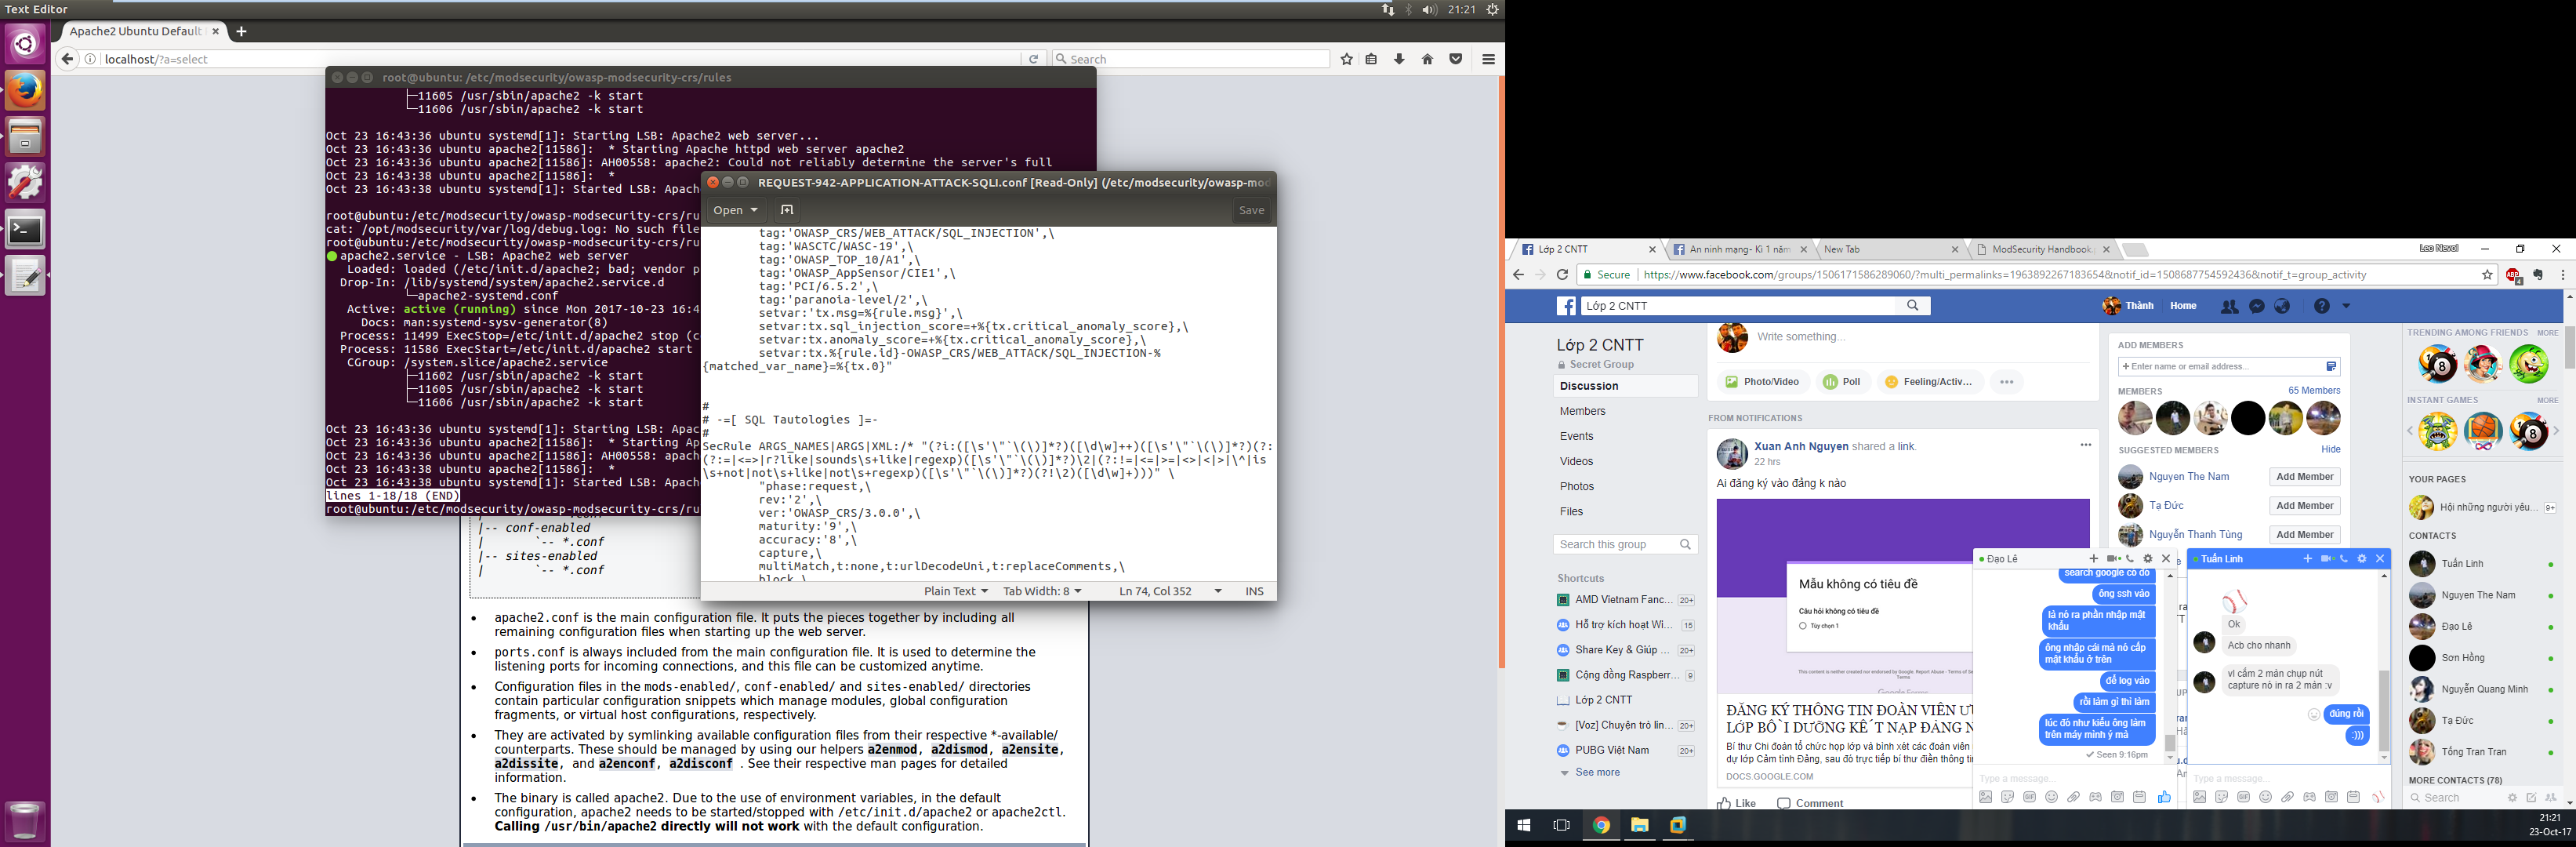 Text Editor
21:21
Apache2 Ubuntu Default
localhost/?a=select
Search
root@ubuntu: /etc/modsecurity/owasp-modsecurity-crs/rules
├─11605 /usr/sbin/apache2 -k start
└─11606 /usr/sbin/apache2 -k start
Oct 23 16:43:36 ubuntu systemd[1]: Starting LSB: Apache2 web server...
Oct 23 16:43:36 ubuntu apache2[11586]:  * Starting Apache httpd web server apache2
Oct 23 16:43:36 ubuntu apache2[11586]: AH00558: apache2: Could not reliably determine the server's full
Oct 23 16:43:38 ubuntu apache2[11586]:  *
Oct 23 16:43:38 ubuntu systemd[1]: Started LSB: Apach
root@ubuntu:/etc/modsecurity/owasp-modsecurity-crs/ru
cat: /opt/modsecurity/var/log/debug.log: No such file
root@ubuntu:/etc/modsecurity/owasp-modsecurity-crs/ru
apache2.service - LSB: Apache2 web server
Loaded: loaded (/etc/init.d/apache2; bad; vendor p
Drop-In: /lib/systemd/system/apache2.service.d
└─apache2-systemd.conf
Active: active (running) since Mon 2017-10-23 16:4
Docs: man:systemd-sysv-generator(8)
Process: 11499 ExecStop=/etc/init.d/apache2 stop (c
Process: 11586 ExecStart=/etc/init.d/apache2 start
CGroup: /system.slice/apache2.service
├─11602 /usr/sbin/apache2 -k start
├─11605 /usr/sbin/apache2 -k start
└─11606 /usr/sbin/apache2 -k start
Oct 23 16:43:36 ubuntu systemd[1]: Starting LSB: Apac
Oct 23 16:43:36 ubuntu apache2[11586]:  * Starting Ap
Oct 23 16:43:36 ubuntu apache2[11586]: AH00558: apach
Oct 23 16:43:38 ubuntu apache2[11586]:  *
Oct 23 16:43:38 ubuntu systemd[1]: Started LSB: Apach
lines 1-18/18 (END)
root@ubuntu:/etc/modsecurity/owasp-modsecurity-crs/ru
REQUEST-942-APPLICATION-ATTACK-SQLI.conf [Read-Only] (/etc/modsecurity/owasp-mod
Open
Save
tag:'OWASP_CRS/WEB_ATTACK/SQL_INJECTION',\
tag:'WASCTC/WASC-19',\
tag:'OWASP_TOP_10/A1',\
tag:'OWASP_AppSensor/CIE1',\
tag:'PCI/6.5.2',\
tag:'paranoia-level/2',\
setvar:'tx.msg=%{rule.msg}',\
setvar:tx.sql_injection_score=+%{tx.critical_anomaly_score},\
setvar:tx.anomaly_score=+%{tx.critical_anomaly_score},\
setvar:tx.%{rule.id}-OWASP_CRS/WEB_ATTACK/SQL_INJECTION-%
{matched_var_name}=%{tx.0}"
#
# -=[ SQL Tautologies ]=-
#
SecRule ARGS_NAMES|ARGS|XML:/* "(?i:([\s'\"`\(\)]*?)([\d\w]++)([\s'\"`\(\)]*?)(?:
(?:=|<=>|r?like|sounds\s+like|regexp)([\s'\"`\(\)]*?)\2|(?:!=|<=|>=|<>|<|>|\^|is
\s+not|not\s+like|not\s+regexp)([\s'\"`\(\)]*?)(?!\2)([\d\w]+)))" \
"phase:request,\
rev:'2',\
ver:'OWASP_CRS/3.0.0',\
maturity:'9',\
accuracy:'8',\
capture,\
multiMatch,t:none,t:urlDecodeUni,t:replaceComments,\
block,\
Plain Text
Tab Width: 8
Ln 74, Col 352
INS
|-- conf-enabled
|       `-- *.conf
|-- sites-enabled
|       `-- *.conf
• apache2.conf is the main configuration file. It puts the pieces together by including all
remaining configuration files when starting up the web server.
• ports.conf is always included from the main configuration file. It is used to determine the
listening ports for incoming connections, and this file can be customized anytime.
• Configuration files in the mods-enabled/, conf-enabled/ and sites-enabled/ directories
contain particular configuration snippets which manage modules, global configuration
fragments, or virtual host configurations, respectively.
• They are activated by symlinking available configuration files from their respective *-available/
counterparts. These should be managed by using our helpers a2enmod, a2dismod, a2ensite,
a2dissite, and a2enconf, a2disconf . See their respective man pages for detailed
information.
• The binary is called apache2. Due to the use of environment variables, in the default
configuration, apache2 needs to be started/stopped with /etc/init.d/apache2 or apache2ctl.
Calling /usr/bin/apache2 directly will not work with the default configuration.
Lớp 2 CNTT
An ninh mạng- Kì 1 năm
New Tab
ModSecurity Handbook.
Leo Nevol
Secure
https://www.facebook.com/groups/1506171586289060/?multi_permalinks=1963892267183654&notif_id=1508687754592436&notif_t=group_activity
4
Lớp 2 CNTT
Thành
Home
Lớp 2 CNTT
Secret Group
Discussion
Members
Events
Videos
Photos
Files
Search this group
Shortcuts
AMD Vietnam Fanc... 20+
Hỗ trợ kích hoạt Wi... 15
Share Key & Giúp ... 20+
Cộng đồng Raspberr... 9
Lớp 2 CNTT
[Voz] Chuyện trò lin... 20+
PUBG Việt Nam 20+
See more
Write something...
Photo/Video
Poll
Feeling/Activ...
FROM NOTIFICATIONS
Xuan Anh Nguyen shared a link.
22 hrs
Ai đăng ký vào đảng k nào
Mẫu không có tiêu đề
Câu hỏi không có tiêu đề
Tùy chọn 1
This content is neither created nor endorsed by Google. Report Abuse - Terms of Se
Terms
ĐĂNG KÝ THÔNG TIN ĐOÀN VIÊN ƯU
LỚP BỒI DƯỠNG KẾT NẠP ĐẢNG N
Bí thư Chi đoàn tổ chức họp lớp và bình xét các đoàn viên
dự lớp Cảm tình Đảng, sau đó trực tiếp bí thư điền thông tin
DOCS.GOOGLE.COM
Like
Comment
ADD MEMBERS
Enter name or email address...
MEMBERS
65 Members
SUGGESTED MEMBERS
Hide
Nguyen The Nam
Add Member
Tạ Đức
Add Member
Nguyễn Thanh Tùng
Add Member
TRENDING AMONG FRIENDS
MORE
INSTANT GAMES
MORE
YOUR PAGES
Hội những người yêu... 9+
CONTACTS
Tuấn Linh
Nguyen The Nam
Đạo Lê
Sơn Hồng
Nguyễn Quang Minh
Tạ Đức
Tống Tran Tran
MORE CONTACTS (78)
Search
Đạo Lê
search google có đó
ông ssh vào
là nó ra phần nhập mật
khẩu
ông nhập cái mà nó cấp
mật khẩu ở trên
để log vào
rồi làm gì thì làm
lúc đó như kiểu ông làm
trên máy mình ý mà
Seen 9:16pm
Type a message...
Tuấn Linh
Ok
Acb cho nhanh
vl cắm 2 màn chụp nút
capture nó in ra 2 màn :v
đúng rồi
:)))
Type a message...
21:21
23-Oct-17